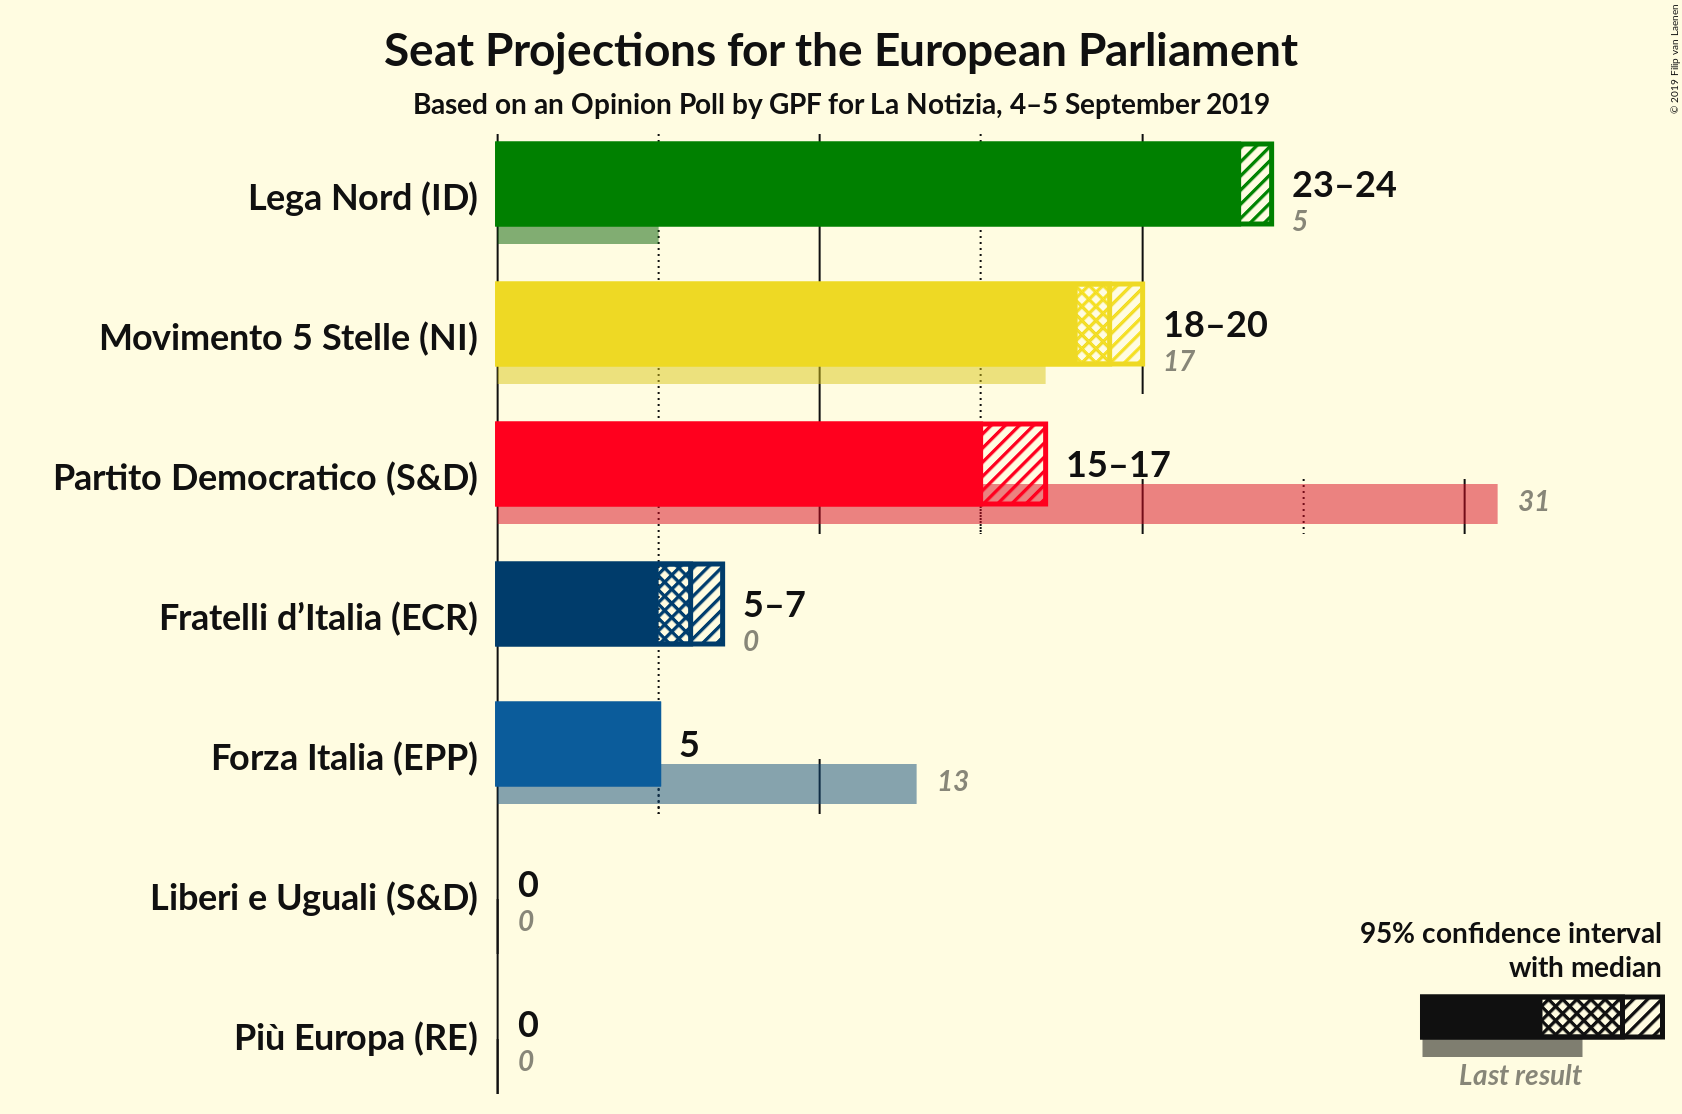 Seat Projections for the European Parliament
Based on an Opinion Poll by GPF for La Notizia, 4–5 September 2019
© 2019 Filip van Laenen
Lega Nord (ID)
23–24
5
Movimento 5 Stelle (NI)
18–20
17
Partito Democratico (S&D)
15–17
31
Fratelli d’Italia (ECR)
5–7
0
Forza Italia (EPP)
5
13
Liberi e Uguali (S&D)
0
0
Più Europa (RE)
0
0
95% confidence interval
with median
Last result